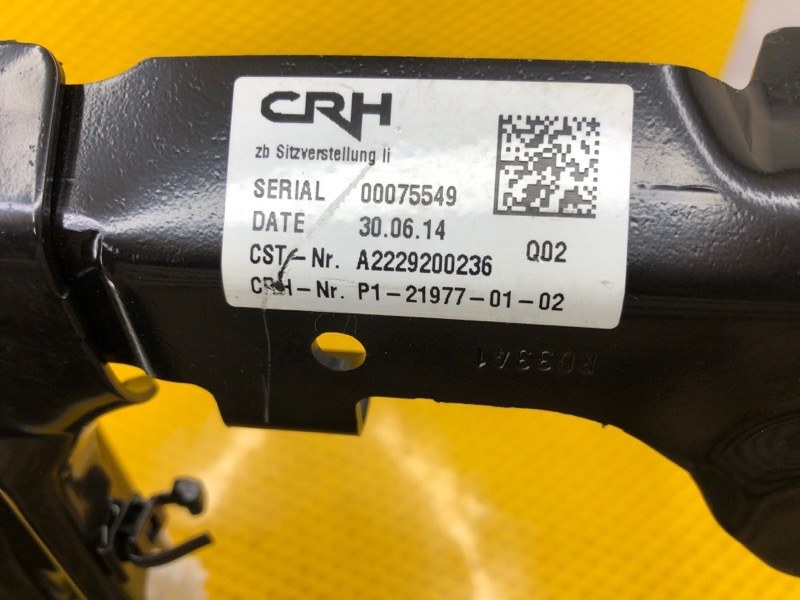 CRH
zb Sitzverstellung li
SERIAL 00075549
DATE 30.06.14
CST-Nr. A2229200236 Q02
CRH-Nr. P1-21977-01-02
RD3341